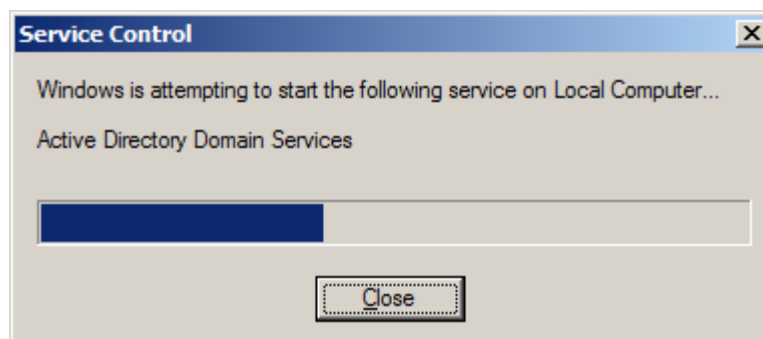 Service Control
Windows is attempting to start the following service on Local Computer...
Active Directory Domain Services
Close